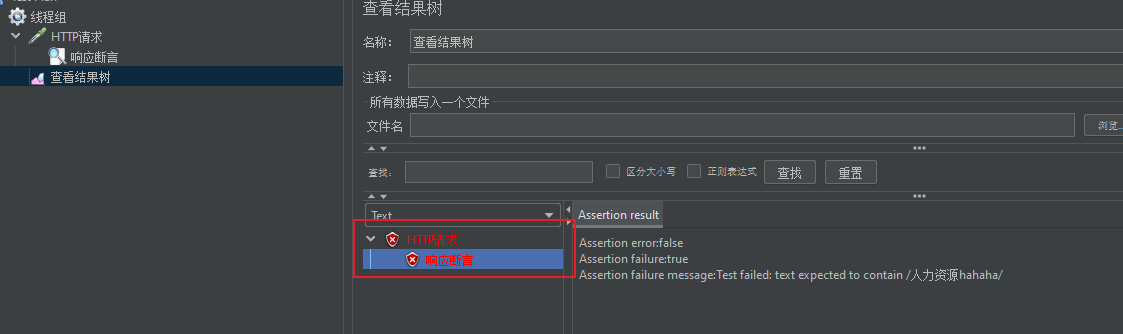 线程组
HTTP请求
响应断言
查看结果树
查看结果树
名称：
查看结果树
注释：
所有数据写入一个文件
文件名
浏览...
查找：
区分大小写
正则表达式
查找
重置
Text
Assertion result
HTTP请求
响应断言
Assertion error:false
Assertion failure:true
Assertion failure message:Test failed: text expected to contain /人力资源hahaha/